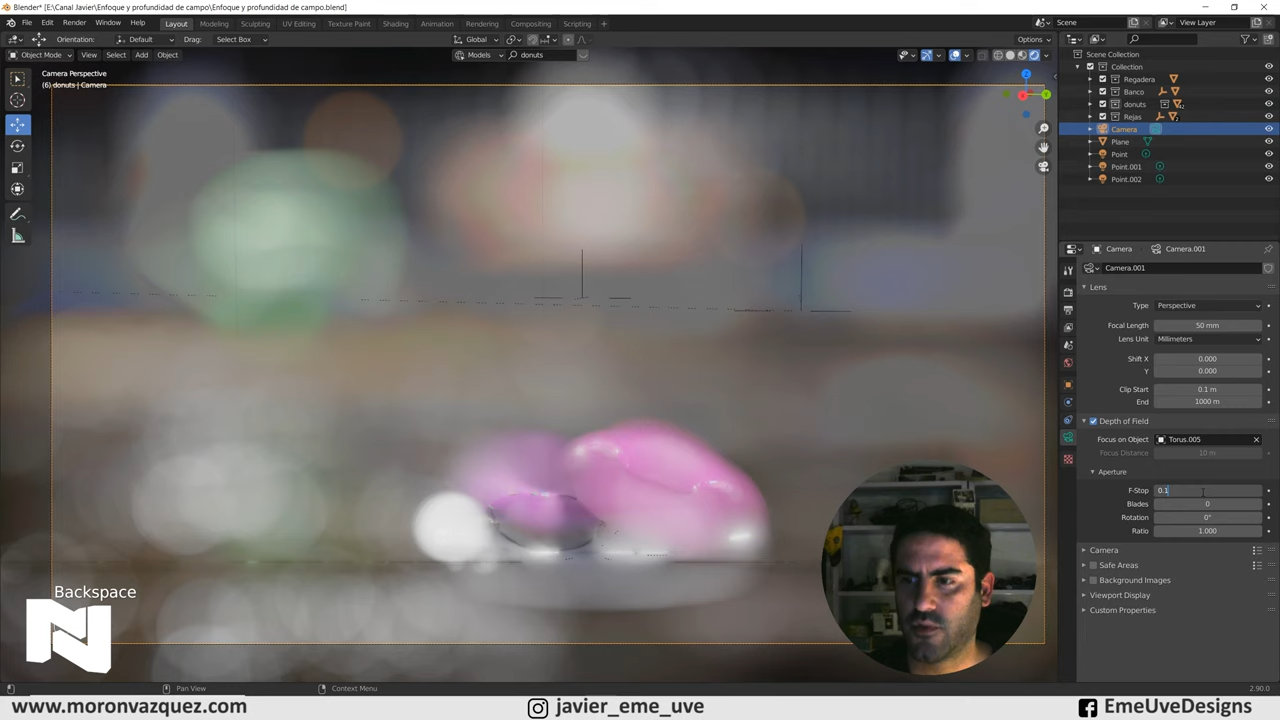 Blender* [E:\Canal Javier\Enfoque y profundidad de campo\Enfoque y profundidad de campo.blend]
File Edit Render Window Help Layout Modeling Sculpting UV Editing Texture Paint Shading Animation Rendering Compositing Scripting + Scene View Layer
Orientation: Default Drag: Select Box Global Options
Object Mode View Select Add Object Models donuts
Camera Perspective
(6) donuts | Camera
Scene Collection
Collection
Regadera
Banco
donuts
Rejas
Camera
Plane
Point
Point.001
Point.002
Camera Camera.001
Camera.001
Lens
Type Perspective
Focal Length 50 mm
Lens Unit Millimeters
Shift X 0.000
Y 0.000
Clip Start 0.1 m
End 1000 m
Depth of Field
Focus on Object Torus.005
Focus Distance 10 m
Aperture
F-Stop 0.1
Blades 0
Rotation 0°
Ratio 1.000
Camera
Safe Areas
Background Images
Viewport Display
Custom Properties
Backspace
Pan View Context Menu 2.90.0
www.moronvazquez.com javier_eme_uve EmeUveDesigns